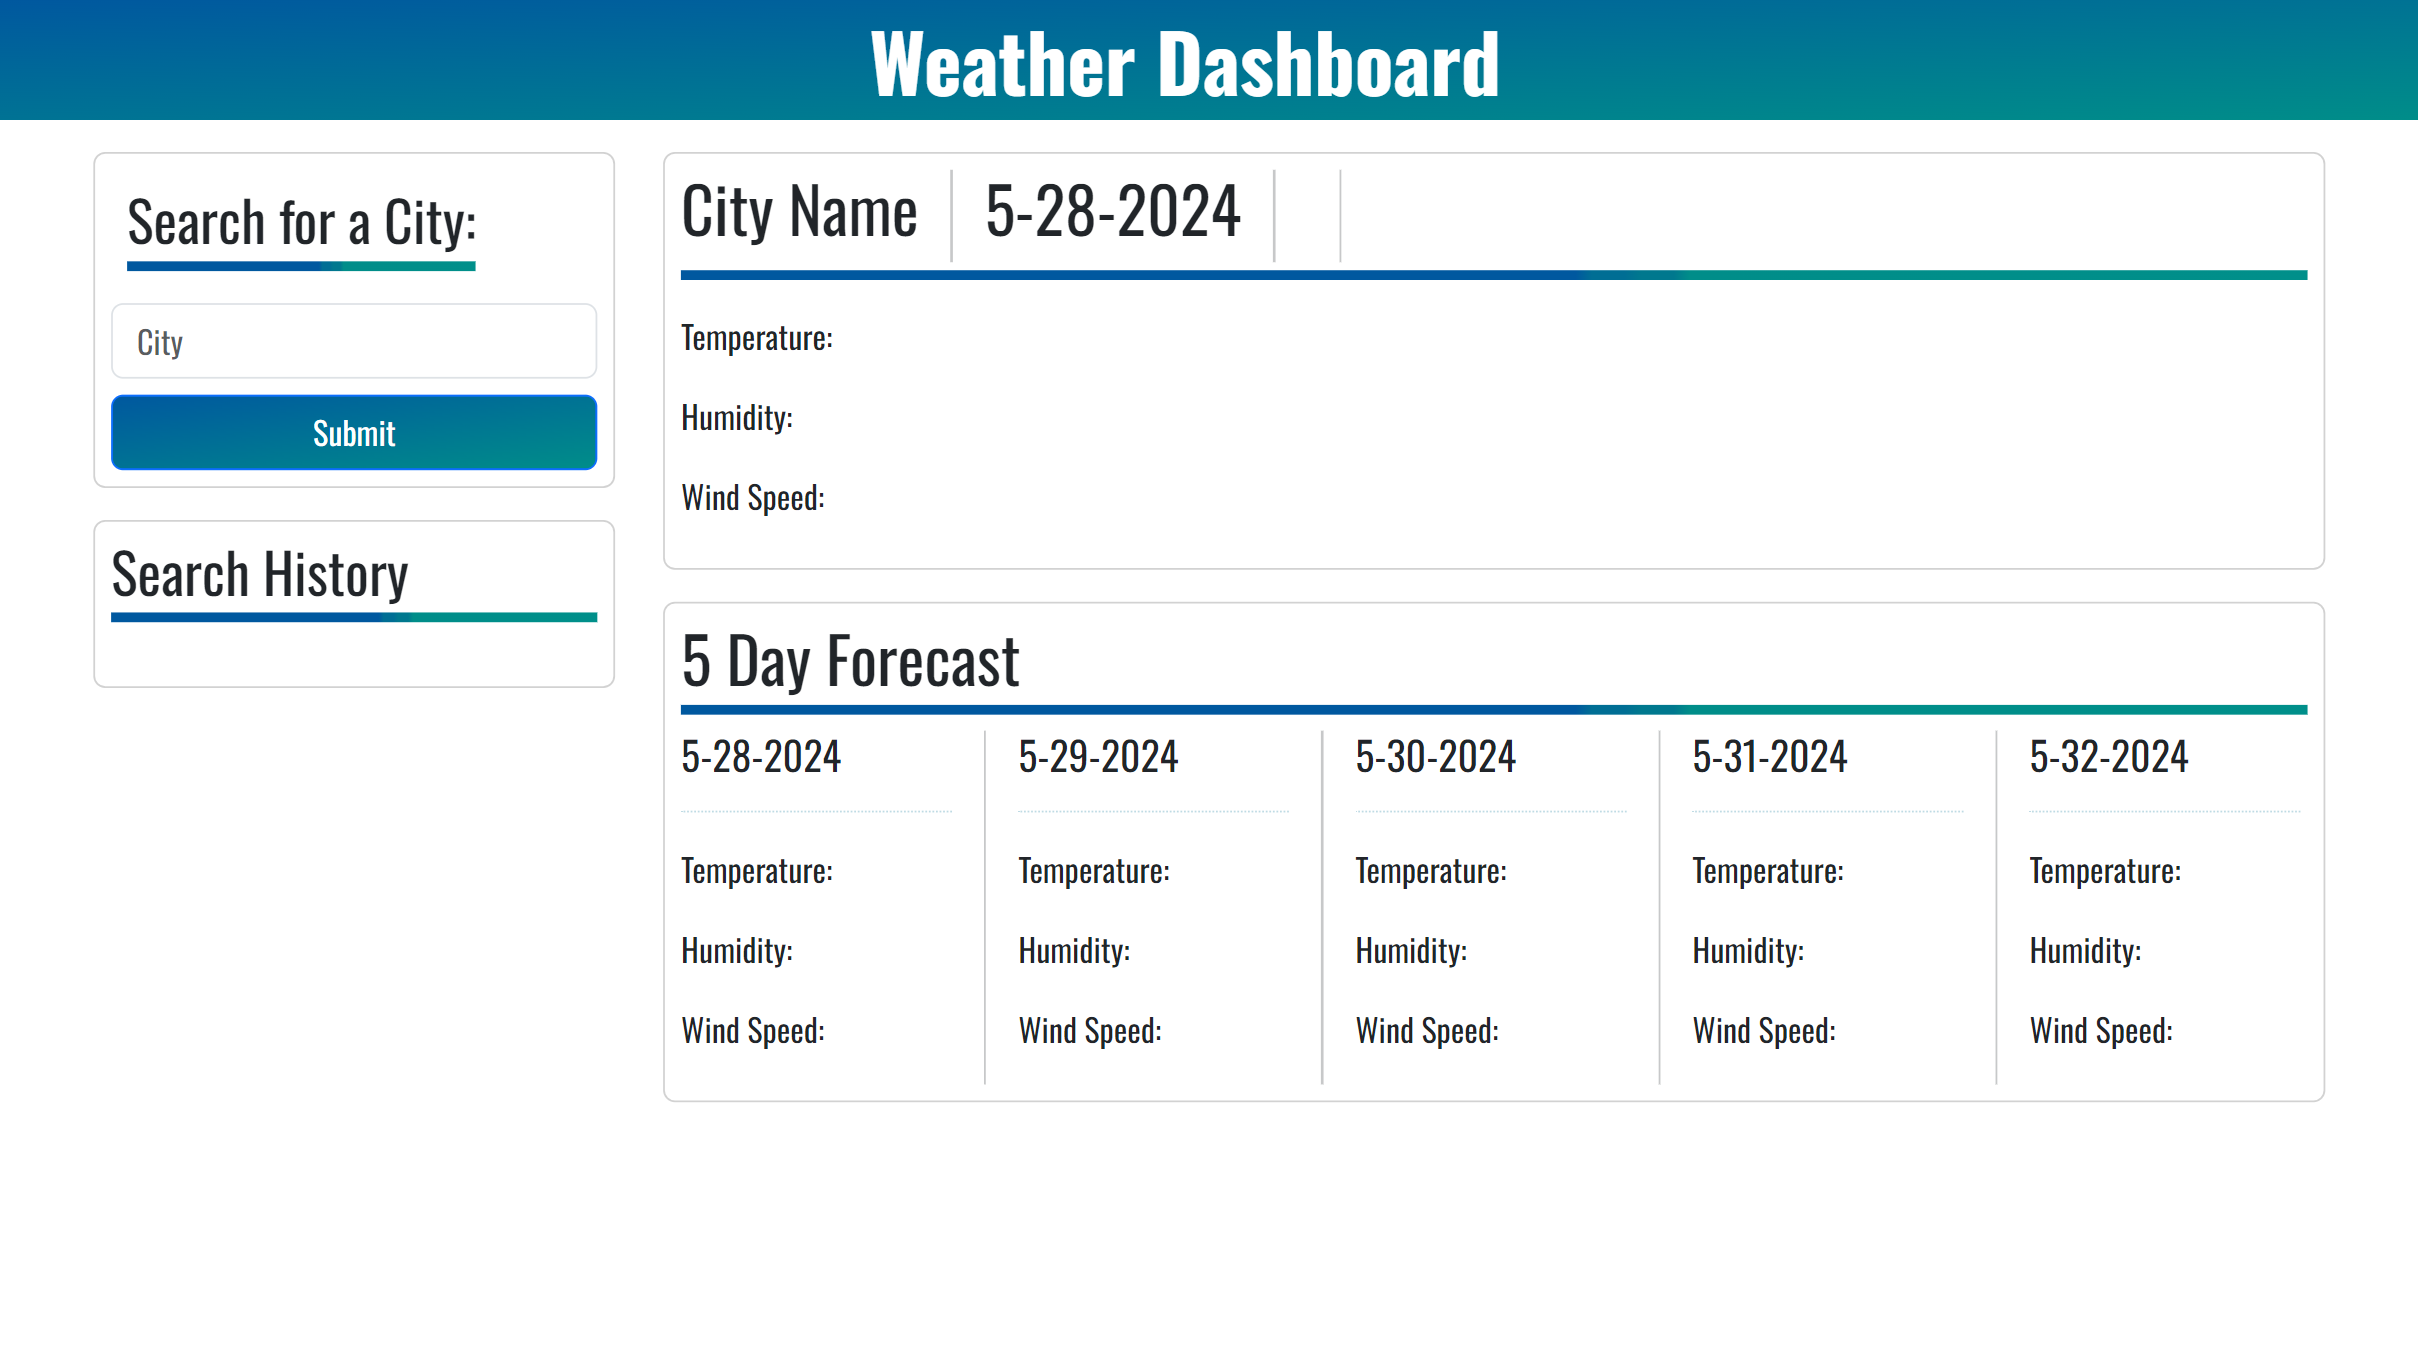 Weather Dashboard
Search for a City:
City
Submit
Search History
City Name 5-28-2024
Temperature:
Humidity:
Wind Speed:
5 Day Forecast
5-28-2024 5-29-2024 5-30-2024 5-31-2024 5-32-2024
Temperature: Temperature: Temperature: Temperature: Temperature:
Humidity: Humidity: Humidity: Humidity: Humidity:
Wind Speed: Wind Speed: Wind Speed: Wind Speed: Wind Speed: